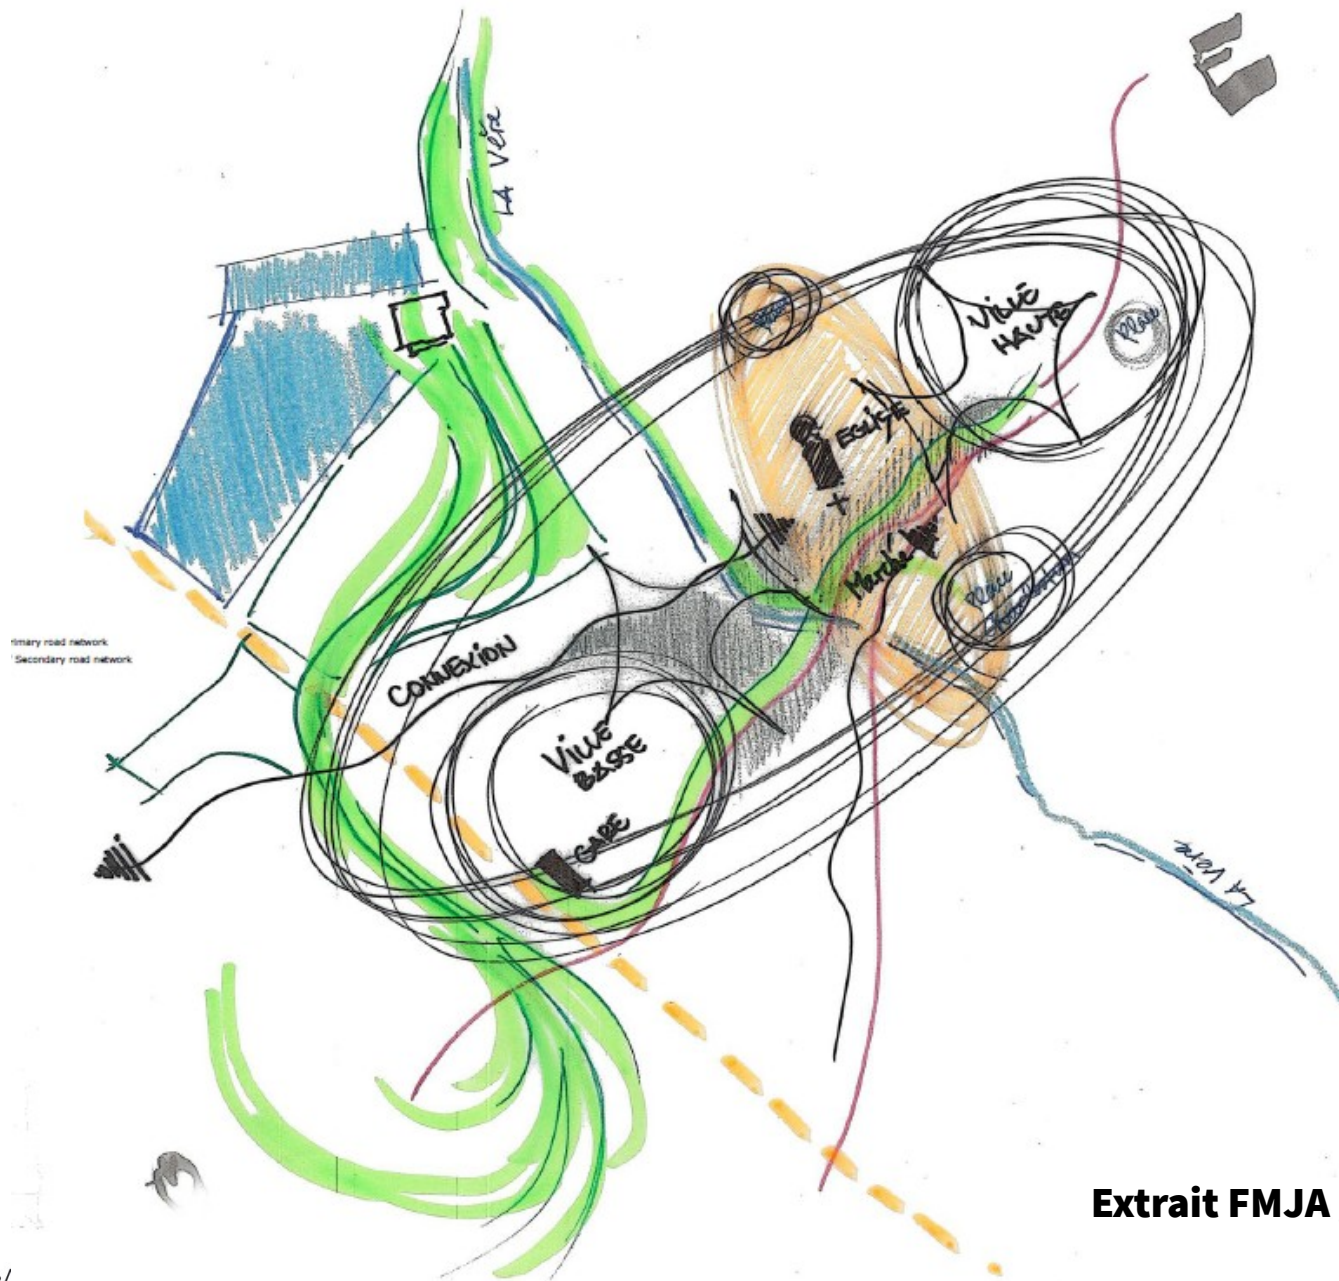 LA Vère
VILLE
HAUTE
Place
EGLISE
Marché
Place
imary road network
Secondary road network
CONNEXION
VILLE
BASSE
GARE
LA Vère
Extrait FMJA